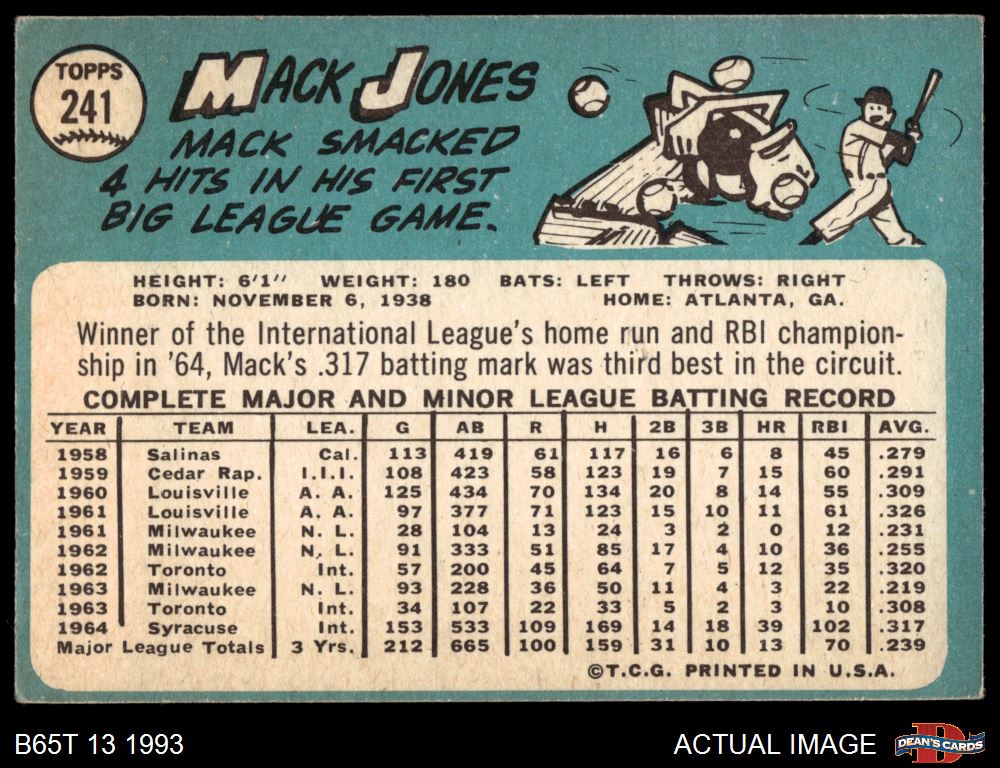 TOPPS
241
MACK JONES
MACK SMACKED
4 HITS IN HIS FIRST
BIG LEAGUE GAME.
HEIGHT: 6'1" WEIGHT: 180 BATS: LEFT THROWS: RIGHT
BORN: NOVEMBER 6, 1938 HOME: ATLANTA, GA.
Winner of the International League's home run and RBI champion-
ship in '64, Mack's .317 batting mark was third best in the circuit.
COMPLETE MAJOR AND MINOR LEAGUE BATTING RECORD
YEAR TEAM LEA. G AB R H 2B 3B HR RBI AVG.
1958 Salinas Cal. 113 419 61 117 16 6 8 45 .279
1959 Cedar Rap. I.I.I. 108 423 58 123 19 7 15 60 .291
1960 Louisville A. A. 125 434 70 134 20 8 14 55 .309
1961 Louisville A. A. 97 377 71 123 15 10 11 61 .326
1961 Milwaukee N. L. 28 104 13 24 3 2 0 12 .231
1962 Milwaukee N. L. 91 333 51 85 17 4 10 36 .255
1962 Toronto Int. 57 200 45 64 7 5 12 35 .320
1963 Milwaukee N. L. 93 228 36 50 11 4 3 22 .219
1963 Toronto Int. 34 107 22 33 5 2 3 10 .308
1964 Syracuse Int. 153 533 109 169 14 18 39 102 .317
Major League Totals 3 Yrs. 212 665 100 159 31 10 13 70 .239
©T.C.G. PRINTED IN U.S.A.
B65T 13 1993 ACTUAL IMAGE DEAN'S CARDS